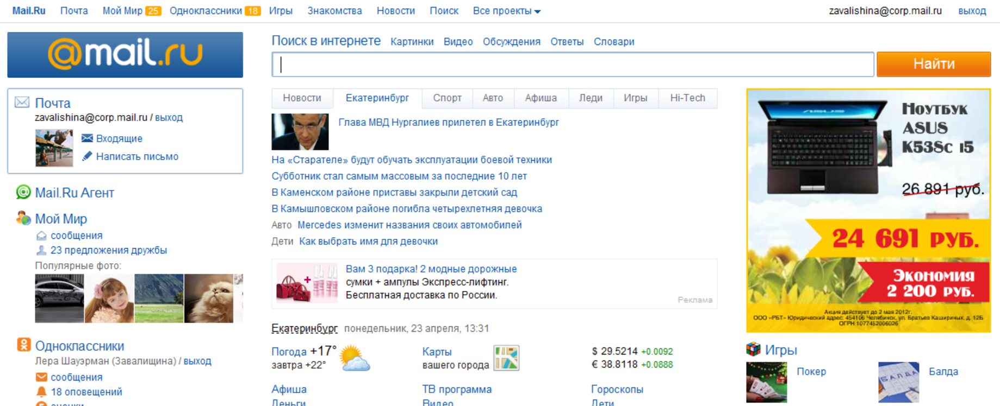 Mail.Ru Почта Мой Мир 25 Одноклассники 18 Игры Знакомства Новости Поиск Все проекты
zavalishina@corp.mail.ru выход
@mail.ru
Почта
zavalishina@corp.mail.ru / выход
Входящие
Написать письмо
Mail.Ru Агент
Мой Мир
сообщения
23 предложения дружбы
Популярные фото:
Одноклассники
Лера Шауэрман (Завалищина) / выход
сообщения
18 оповещений
оценки
Поиск в интернете Картинки Видео Обсуждения Ответы Словари
Найти
Новости Екатеринбург Спорт Авто Афиша Леди Игры Hi-Tech
Глава МВД Нургалиев прилетел в Екатеринбург
На «Старателе» будут обучать эксплуатации боевой техники
Субботник стал самым массовым за последние 10 лет
В Каменском районе приставы закрыли детский сад
В Камышловском районе погибла четырехлетняя девочка
Авто Mercedes изменит названия своих автомобилей
Дети Как выбрать имя для девочки
Вам 3 подарка! 2 модные дорожные
сумки + ампулы Экспресс-лифтинг.
Бесплатная доставка по России.
Реклама
Екатеринбург понедельник, 23 апреля, 13:31
Погода +17°
завтра +22°
Карты
вашего города
$ 29.5214 +0.0092
€ 38.8118 +0.0888
Афиша ТВ программа Гороскопы
Деньги Видео Дети
ASUS
Ноутбук
ASUS
K53Sc i5
26 891 руб.
24 691 руб.
Экономия
2 200 руб.
Акция действует до 2 мая 2012г.
ООО «РБТ» Юридический адрес: 454106 Челябинск, ул. Братьев Кашириных, д. 12Б
ОГРН 1077452006026
Игры
Покер
БАЛДА
Балда